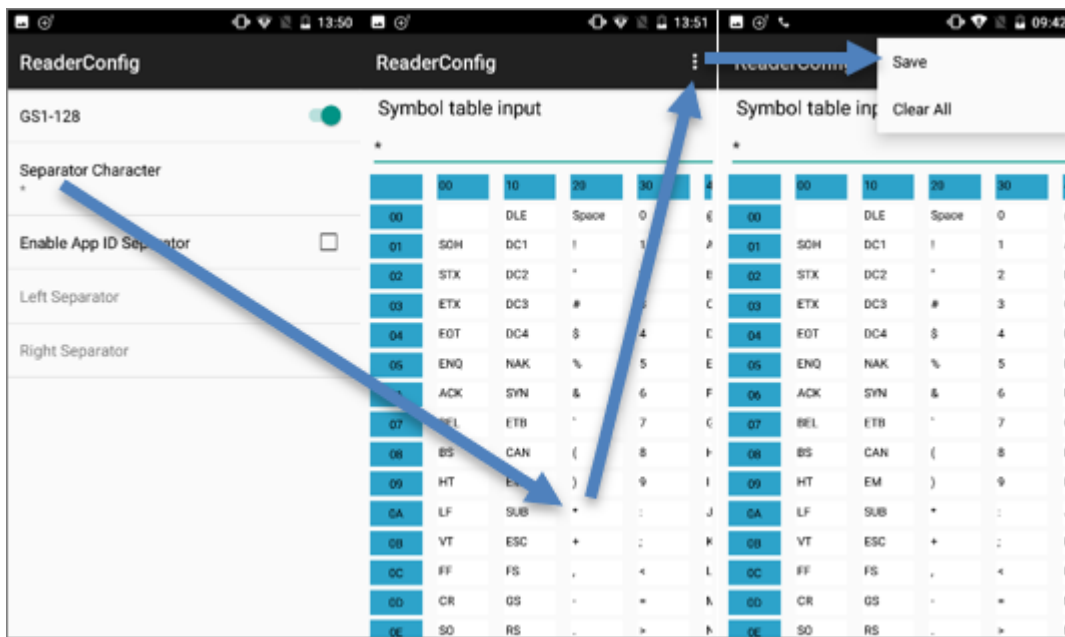 13:50
ReaderConfig
GS1-128
Separator Character
*
Enable App ID Separator
Left Separator
Right Separator
13:51
ReaderConfig
Symbol table input
*
00 10 20 30
00 DLE Space 0
01 SOH DC1 ! 1
02 STX DC2 "
03 ETX DC3 #
04 EOT DC4 $ 4
05 ENQ NAK % 5 E
ACK SYN & 6 F
07 BEL ETB ' 7
08 BS CAN ( 8
09 HT ) 9 I
0A LF SUB * : J
0B VT ESC + ; K
0C FF FS , < L
0D CR GS - =
0E SO RS . >
09:42
ReaderConfig
Save
Symbol table inp
Clear All
*
00 10 20 30
00 DLE Space 0
01 SOH DC1 ! 1
02 STX DC2 " 2
03 ETX DC3 # 3
04 EOT DC4 $ 4
05 ENQ NAK % 5
06 ACK SYN & 6
07 BEL ETB ' 7
08 BS CAN ( 8
09 HT EM ) 9
0A LF SUB * :
0B VT ESC + ;
0C FF FS , <
0D CR GS - =
0E SO RS . >